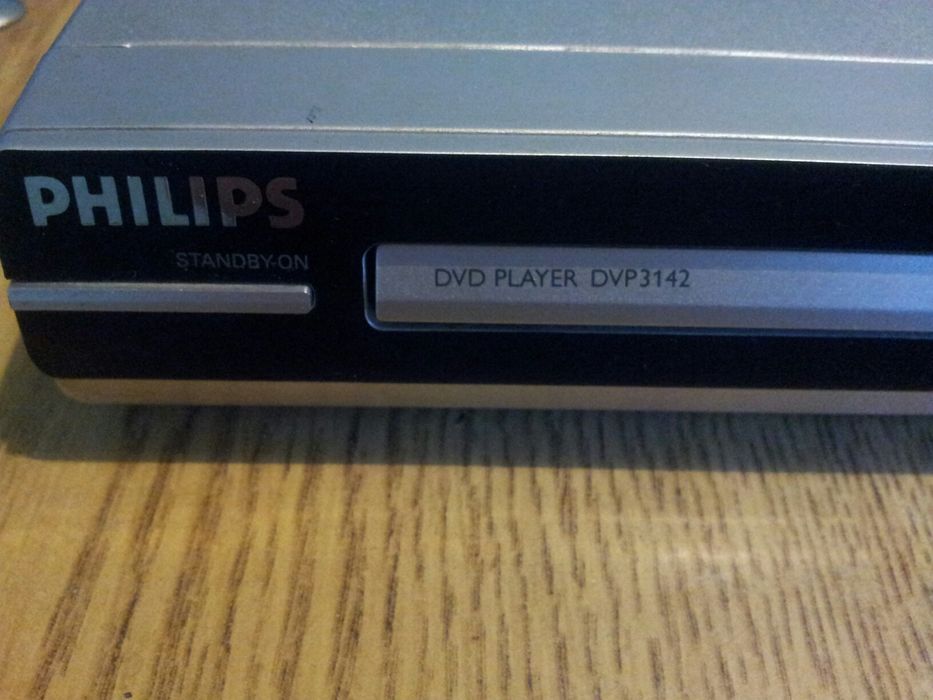 PHILIPS
STANDBY-ON
DVD PLAYER DVP3142